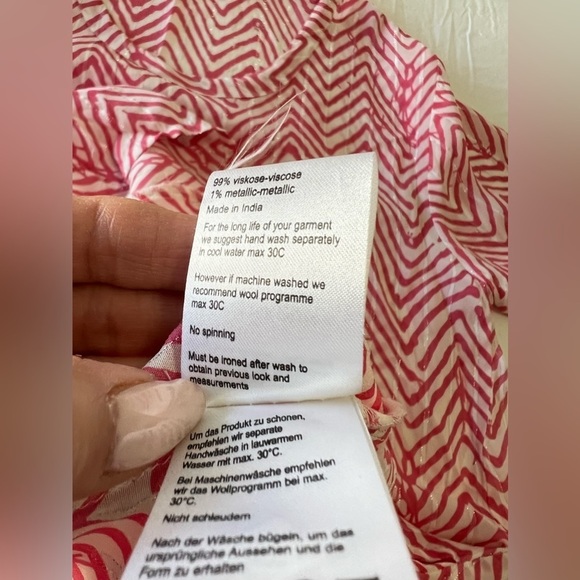 99% viskose-viscose
1% metallic-metallic
Made in India
For the long life of your garment
we suggest hand wash separately
in cool water max 30C
However if machine washed we
recommend wool programme
max 30C
No spinning
Must be ironed after wash to
obtain previous look and
measurements
Um das Produkt zu schonen,
empfehlen wir separate
Handwäsche in lauwarmem
Wasser mit max. 30°C.
Bei Maschinenwäsche empfehlen
wir das Wollprogramm bei max.
30°C.
Nicht schleudern
Nach der Wäsche bügeln, um das
ursprüngliche Aussehen und die
Form zu erhalten